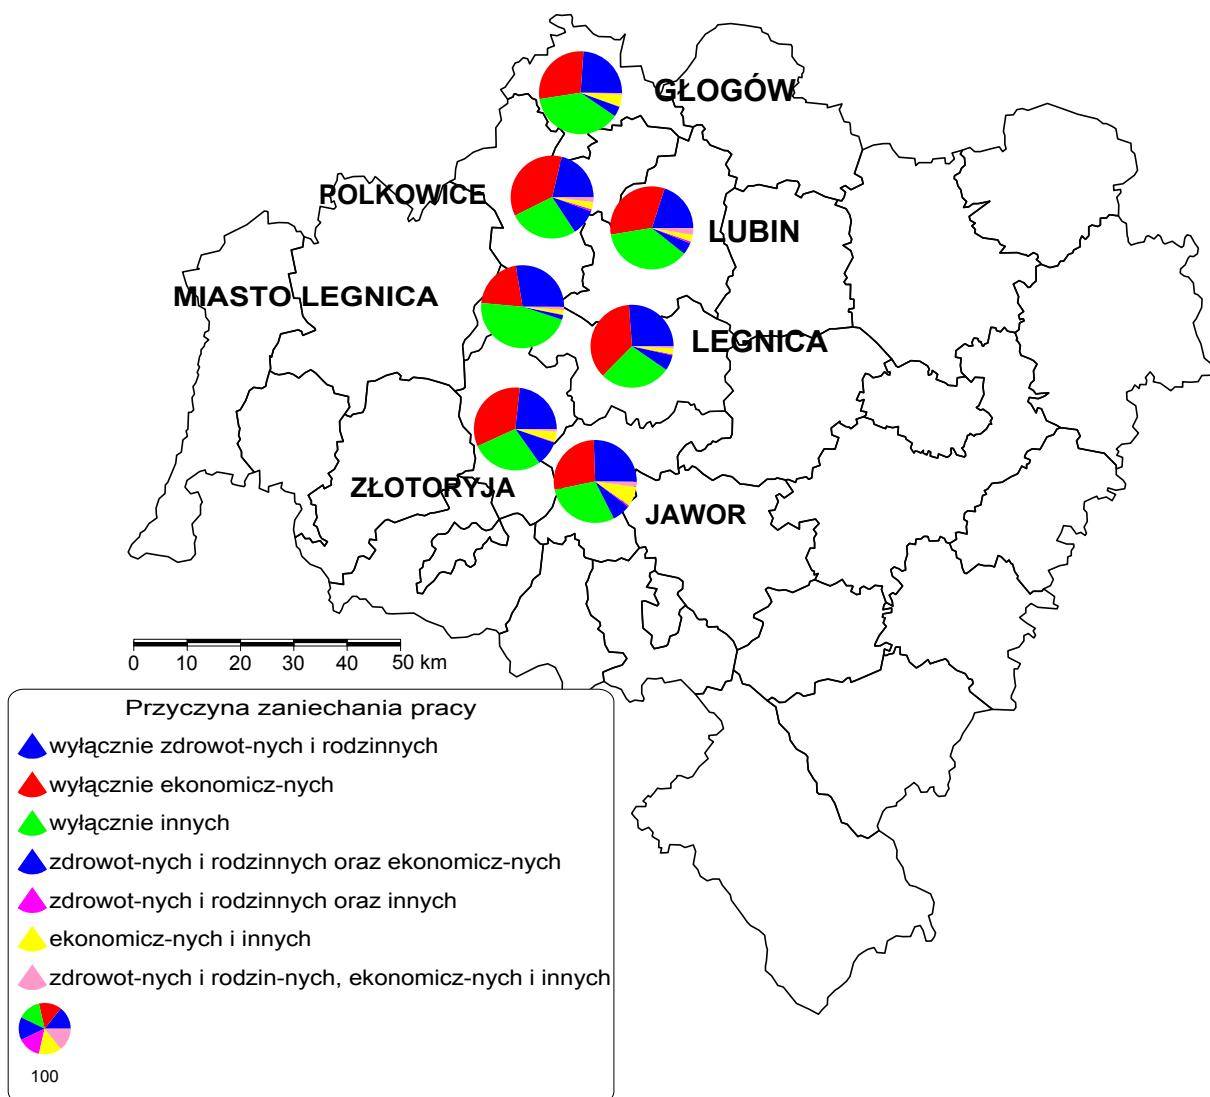 GŁOGÓW
POLKOWICE
LUBIN
MIASTO LEGNICA
LEGNICA
ZŁOTORYJA
JAWOR
0 10 20 30 40 50 km
Przyczyna zaniechania pracy
wyłącznie zdrowot-nych i rodzinnych
wyłącznie ekonomicz-nych
wyłącznie innych
zdrowot-nych i rodzinnych oraz ekonomicz-nych
zdrowot-nych i rodzinnych oraz innych
ekonomicz-nych i innych
zdrowot-nych i rodzin-nych, ekonomicz-nych i innych
100